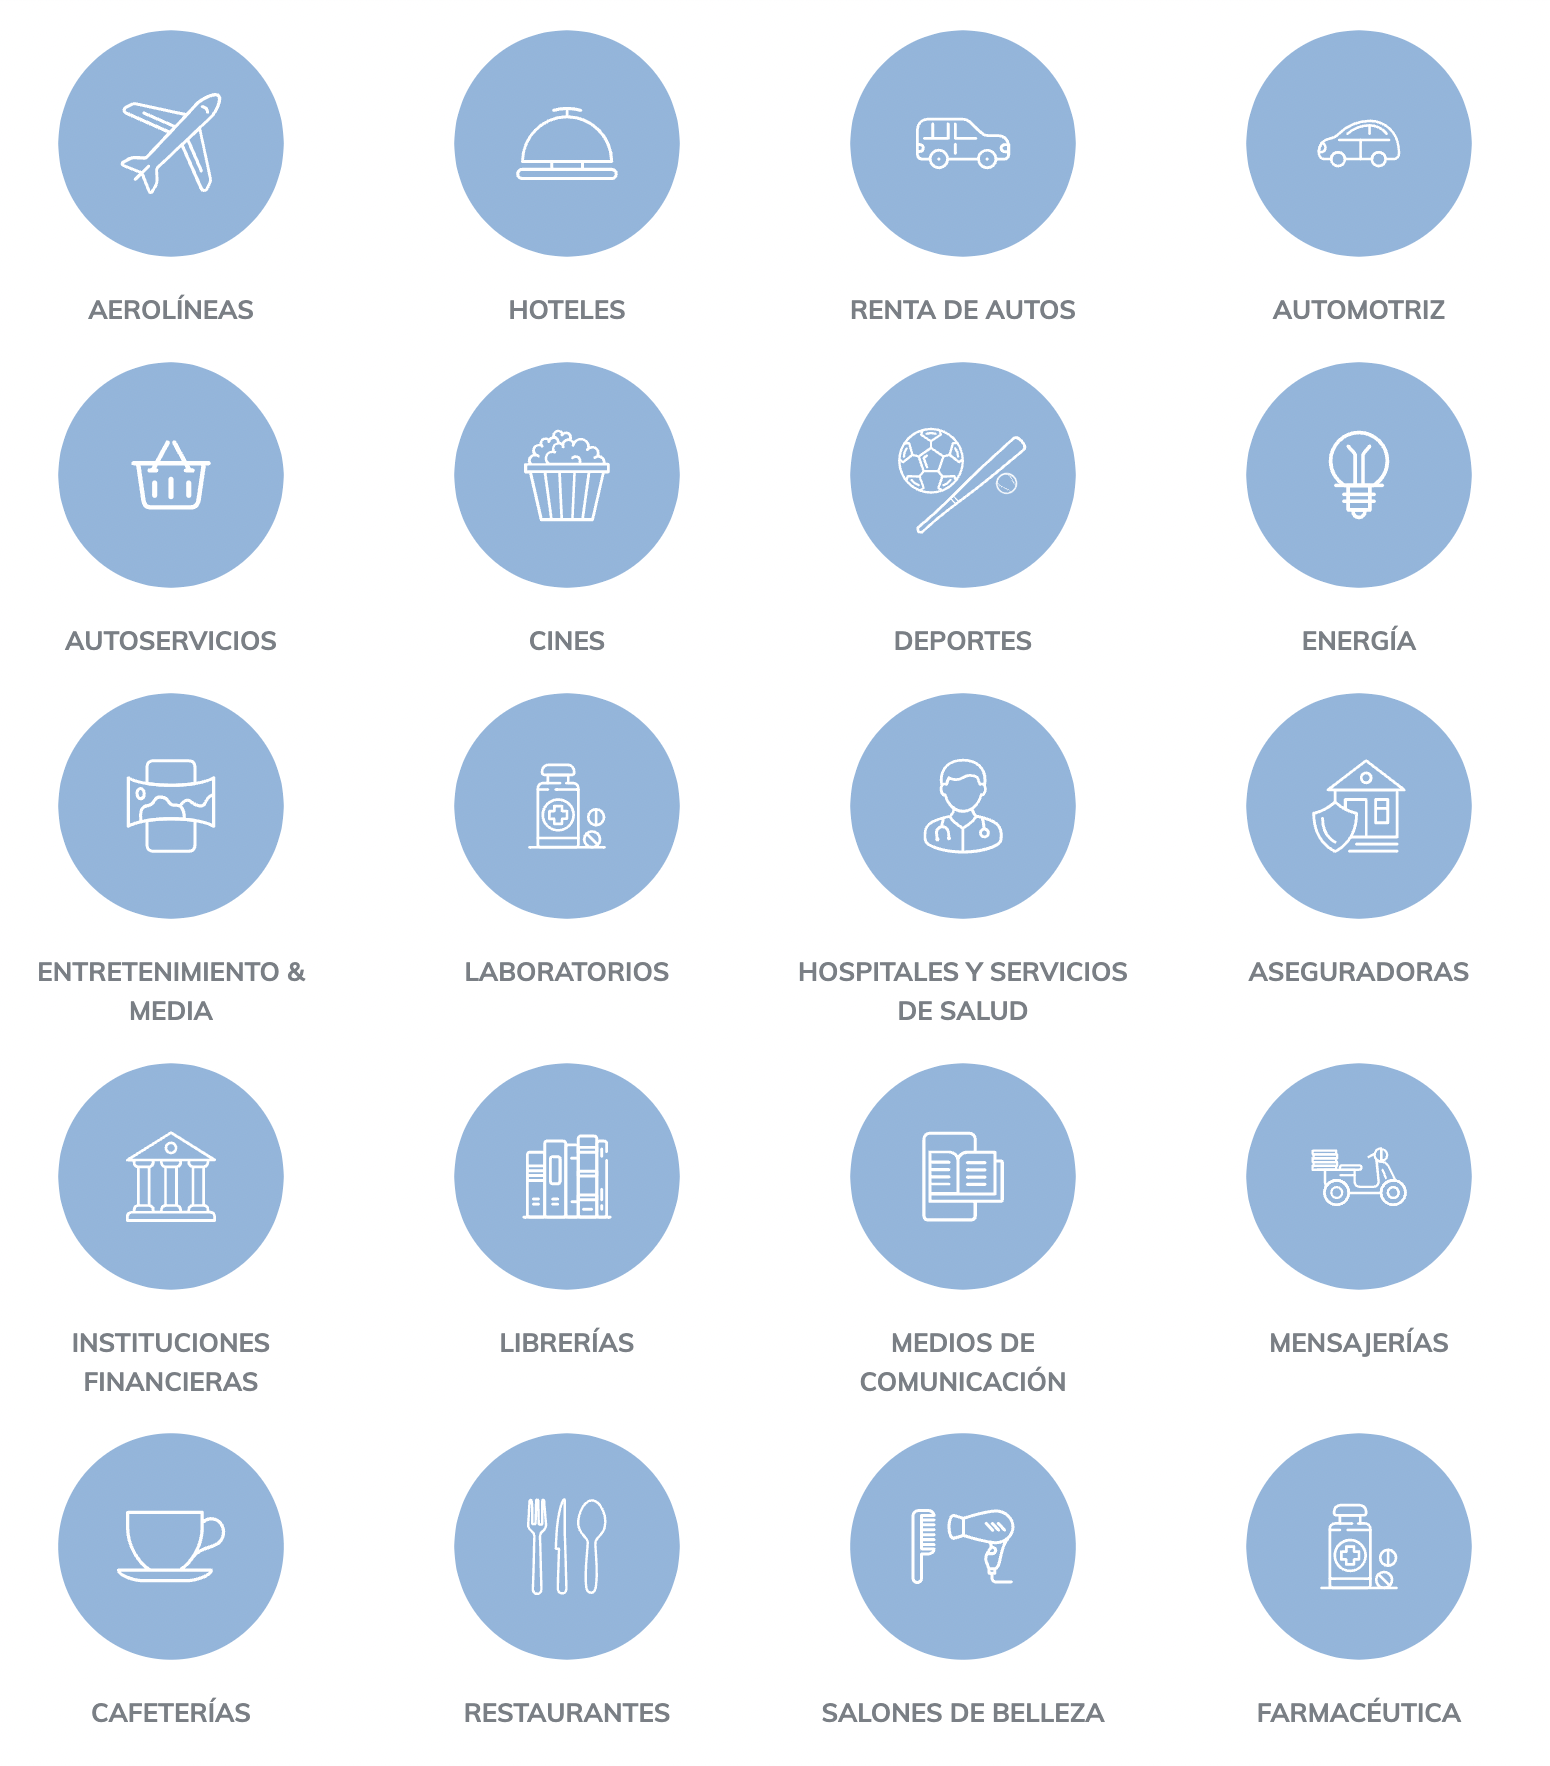 AEROLÍNEAS
HOTELES
RENTA DE AUTOS
AUTOMOTRIZ
AUTOSERVICIOS
CINES
DEPORTES
ENERGÍA
ENTRETENIMIENTO &
MEDIA
LABORATORIOS
HOSPITALES Y SERVICIOS
DE SALUD
ASEGURADORAS
INSTITUCIONES
FINANCIERAS
LIBRERÍAS
MEDIOS DE
COMUNICACIÓN
MENSAJERÍAS
CAFETERÍAS
RESTAURANTES
SALONES DE BELLEZA
FARMACÉUTICA